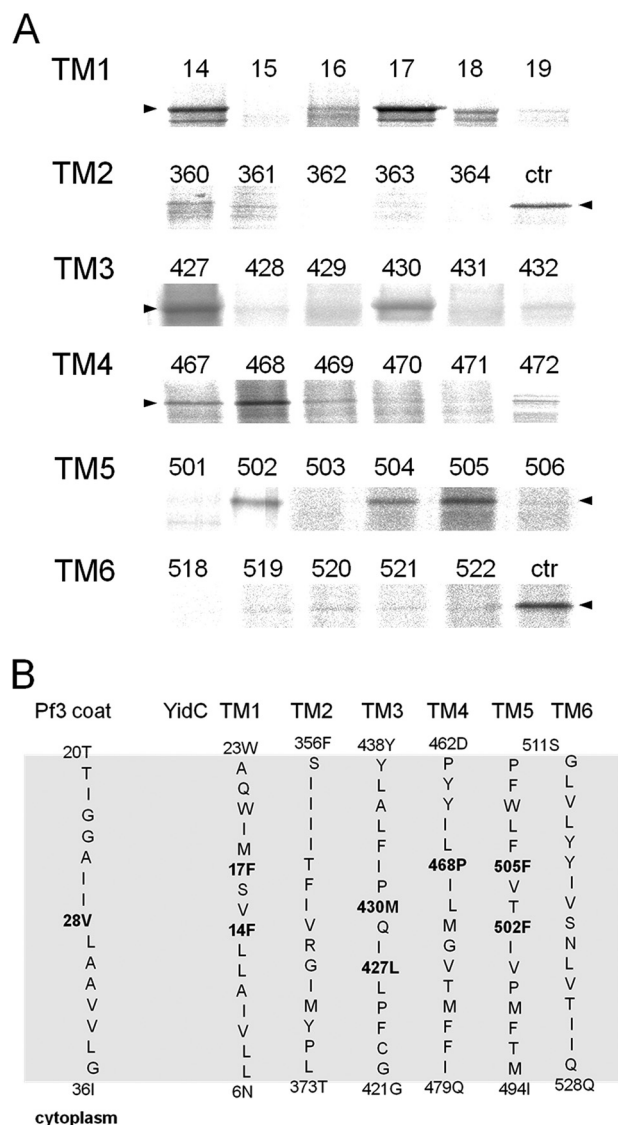 A
TM1 14 15 16 17 18 19
TM2 360 361 362 363 364 ctr
TM3 427 428 429 430 431 432
TM4 467 468 469 470 471 472
TM5 501 502 503 504 505 506
TM6 518 519 520 521 522 ctr
B
Pf3 coat YidC TM1 TM2 TM3 TM4 TM5 TM6
20T T I G G A I I 28V L A A V V L G 36I
23W A Q W I M 17F S V 14F L L A I V L L 6N
356F S I I I I T F I V R G I M Y P L 373T
438Y Y L A L F I P 430M Q I 427L L P F C G 421G
462D P Y Y I L 468P I L M G V T M F F I 479Q
511S
P F W L F 505F V T 502F I V P M F T M 494I
G L V L Y Y I V S N L V T I I Q 528Q
cytoplasm